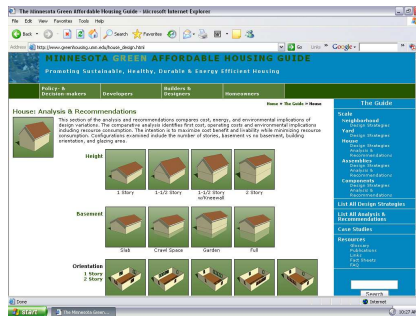 The Minnesota Green Affordable Housing Guide - Microsoft Internet Explorer
File Edit View Favorites Tools Help
Back Search Favorites
Address http://www.greenhousing.umn.edu/house_design.html Go Links Google
MINNESOTA GREEN AFFORDABLE HOUSING GUIDE
Promoting Sustainable, Healthy, Durable & Energy Efficient Housing
Policy- & Decision-makers Developers Builders & Designers Homeowners
Home > The Guide > House
House: Analysis & Recommendations
This section of the analysis and recommendations compares cost, energy, and environmental implications of
design variations. The comparative analysis identifies first cost, operating costs and environmental implications
including resource consumption. The intention is to maximize cost benefit and livability while minimizing resource
consumption. Configurations examined include the number of stories, basement vs no basement, building
orientation, and glazing area.
Height
1 Story 1-1/2 Story 1-1/2 Story w/Kneewall 2 Story
Basement
Slab Crawl Space Garden Full
Orientation
1 Story
2 Story
The Guide
Scale
Neighborhood
Design Strategies
Yard
Design Strategies
House
Design Strategies
Analysis &
Recommendations
Assemblies
Design Strategies
Analysis &
Recommendations
Components
Design Strategies
Analysis &
Recommendations
List All Design Strategies
List All Analysis &
Recommendations
Case Studies
Resources
Glossary
Publications
Links
Fact Sheets
FAQ
Search
Done Internet
start The Minnesota Green... 10:27 AM